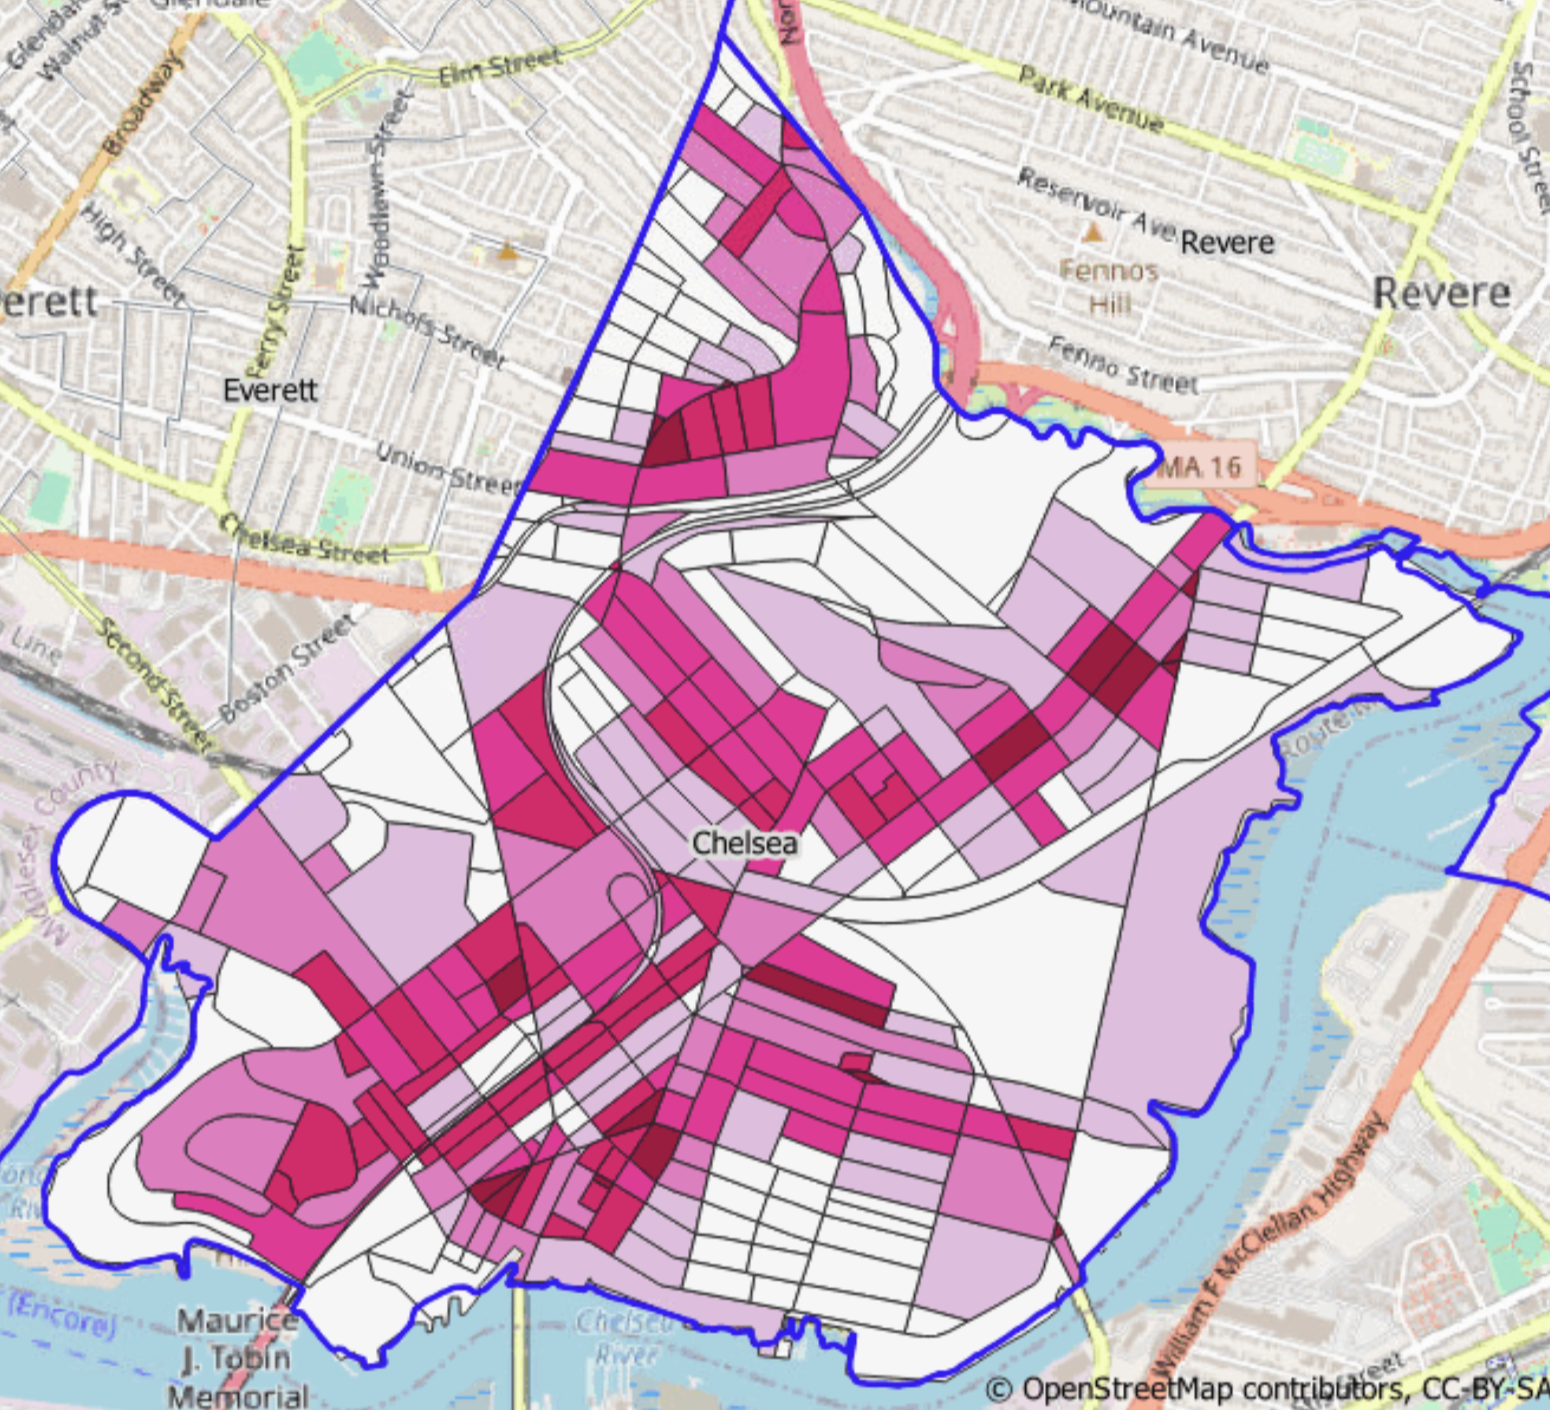 Glendale
Glendal
Walnut St
Broadway
Elm Street
Woodlawn Street
High Street
Ferry Street
Nichols Street
erett
Everett
Union Street
Chelsea Street
Second Street
Boston Street
Line
Middlesex County
Nor
Mountain Avenue
Park Avenue
School Street
Reservoir Ave
Revere
Fennos
Hill
Revere
Fenno Street
MA 16
Route
Chelsea
William F McClellan Highway
(Encore)
Maurice
J. Tobin
Memorial
Chelsea
River
Street
© OpenStreetMap contributors, CC-BY-SA